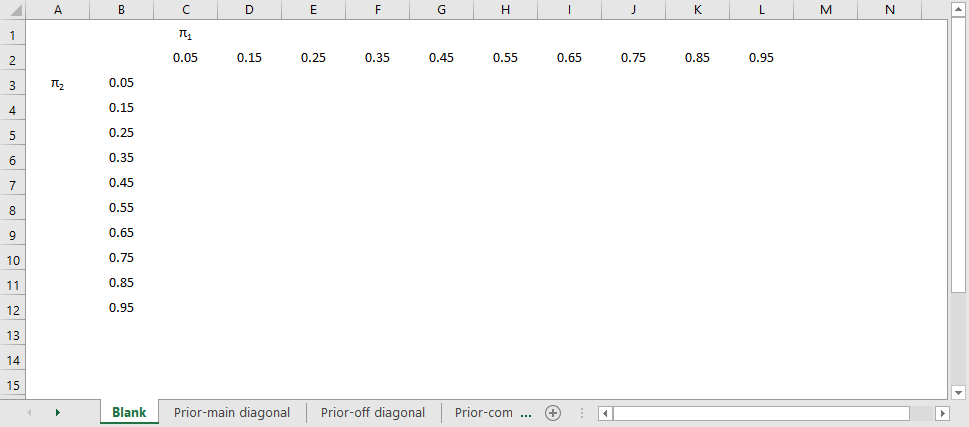 A B C D E F G H I J K L M N
1 π₁
2 0.05 0.15 0.25 0.35 0.45 0.55 0.65 0.75 0.85 0.95
3 π₂ 0.05
4 0.15
5 0.25
6 0.35
7 0.45
8 0.55
9 0.65
10 0.75
11 0.85
12 0.95
13
14
15
Blank Prior-main diagonal Prior-off diagonal Prior-com ...